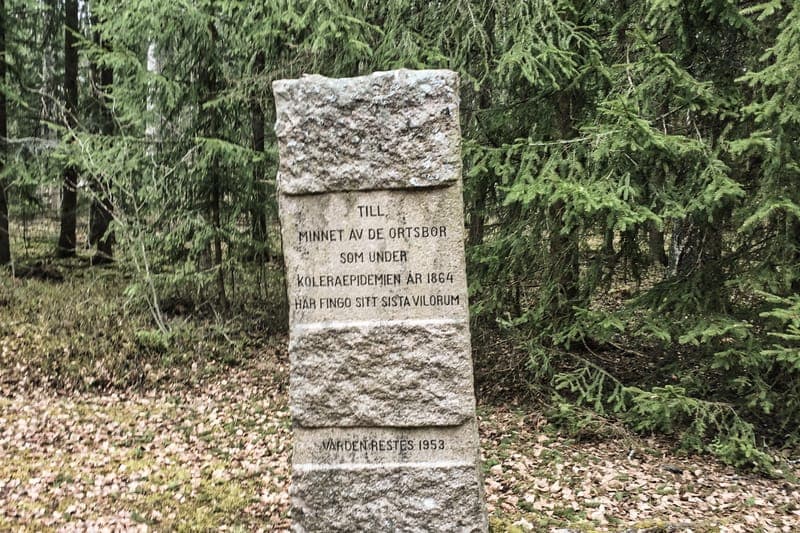 TILL
MINNET AV DE ORTSBOR
SOM UNDER
KOLERAEPIDEMIEN ÅR 1864
HÄR FINGO SITT SISTA VILORUM
VÅRDEN RESTES 1953